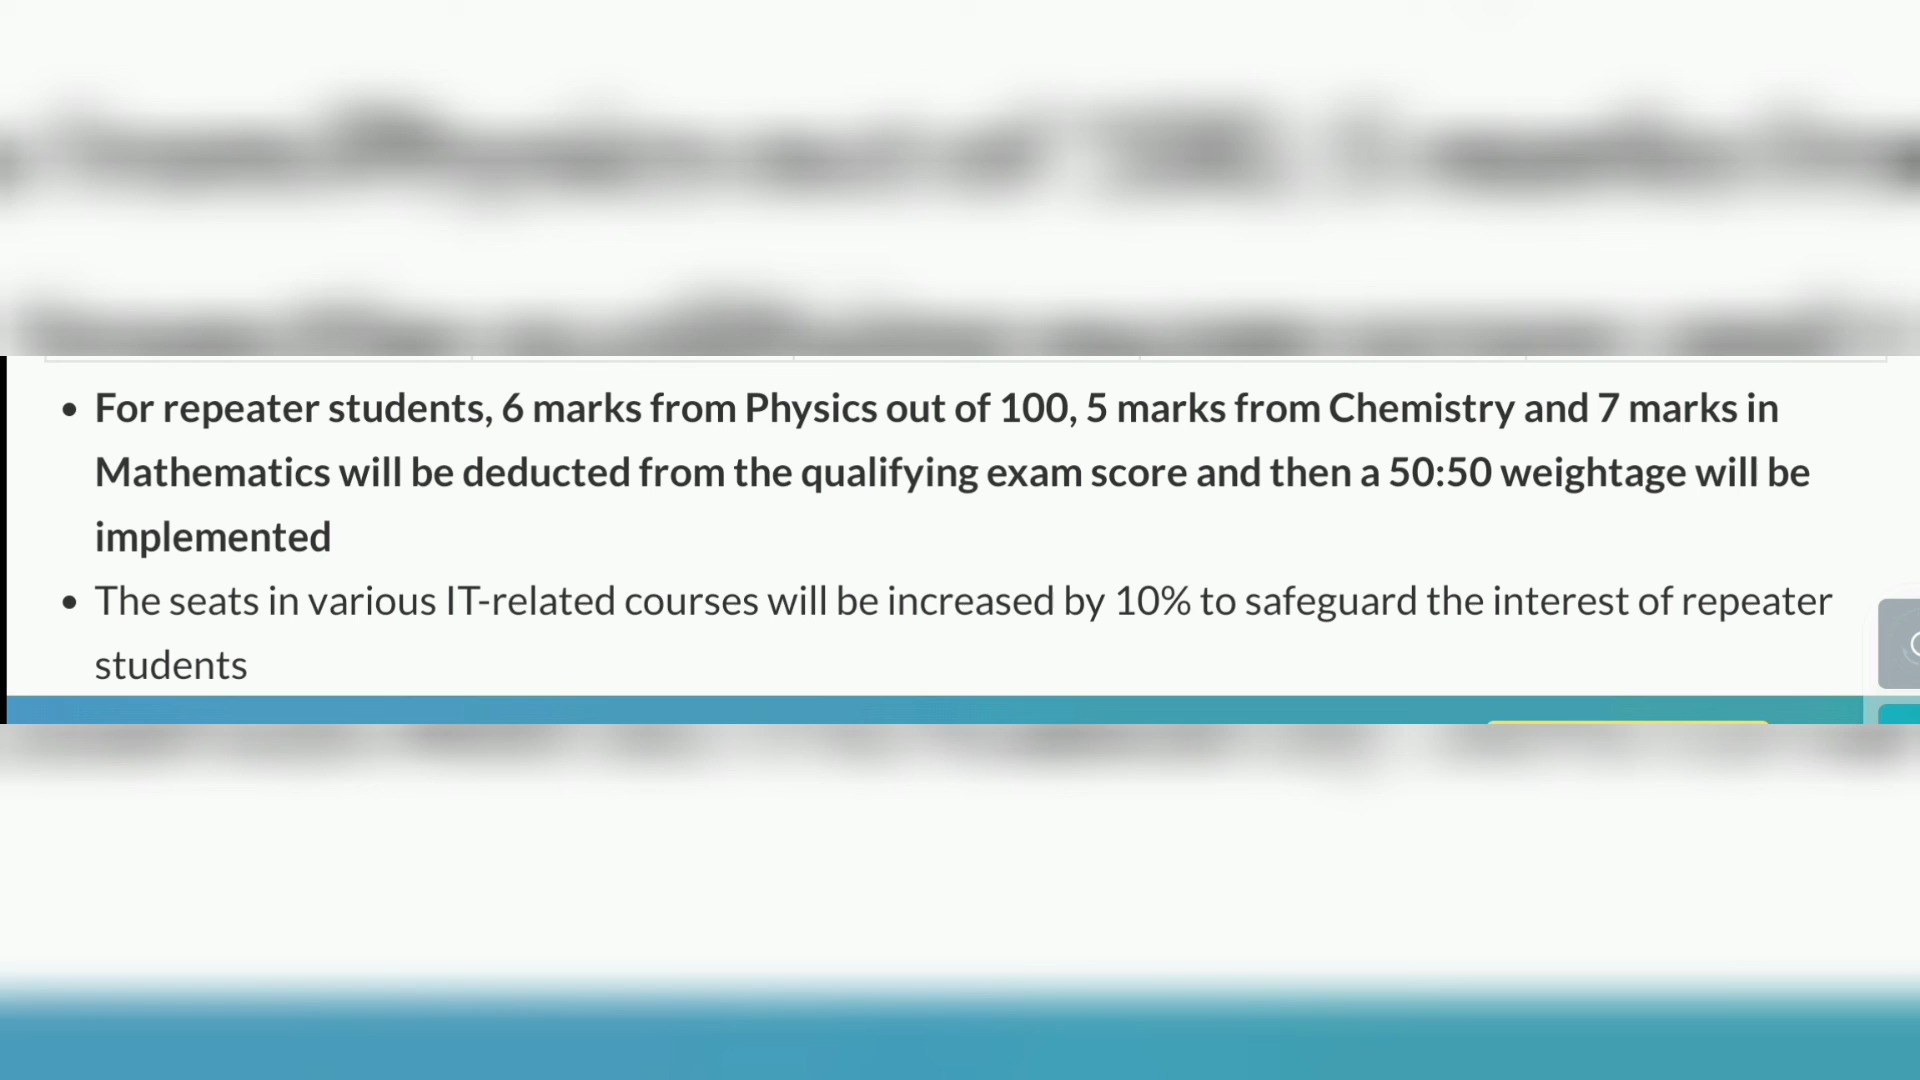 For repeater students, 6 marks from Physics out of 100, 5 marks from Chemistry and 7 marks in
Mathematics will be deducted from the qualifying exam score and then a 50:50 weightage will be
implemented
The seats in various IT-related courses will be increased by 10% to safeguard the interest of repeater
students